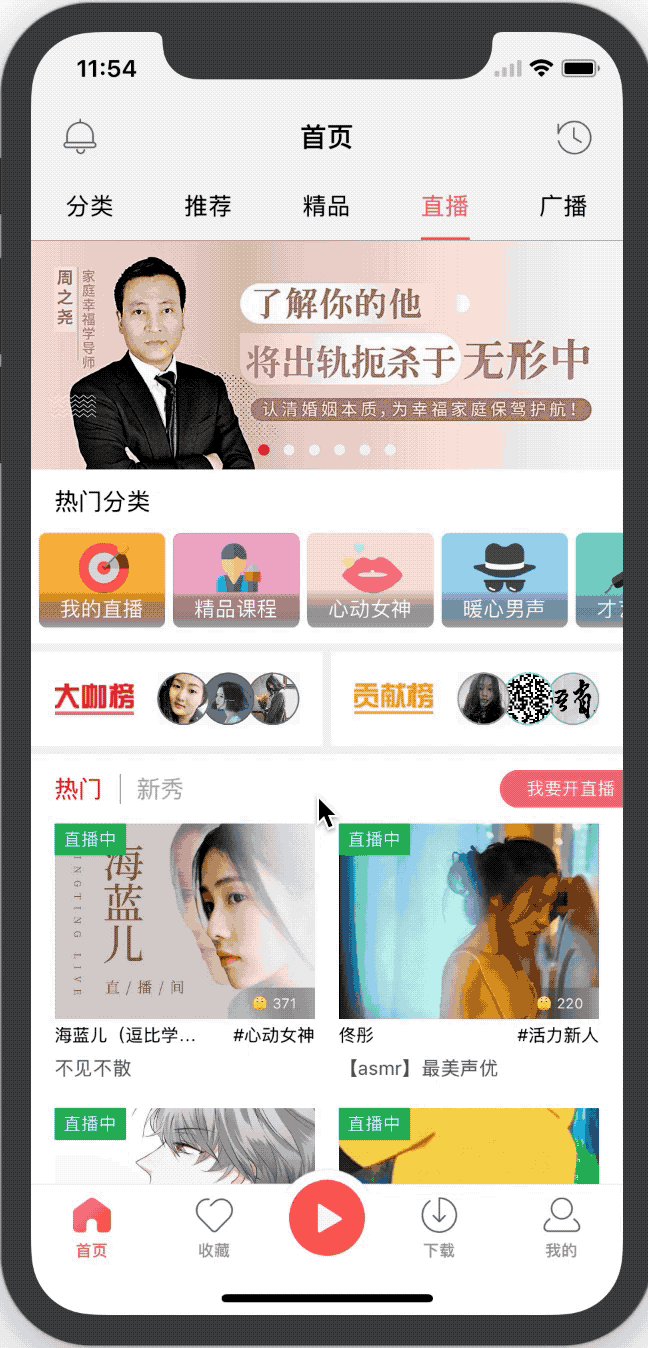 11:54
首页
分类 推荐 精品 直播 广播
周之尧
家庭幸福学导师
了解你的他
将出轨扼杀于无形中
认清婚姻本质,为幸福家庭保驾护航!
热门分类
我的直播 精品课程 心动女神 暖心男声 才
大咖榜 贡献榜
热门 新秀 我要开直播
直播中
海蓝儿
直/播/间
TINGTING LIVE
371
直播中
220
海蓝儿（逗比学... #心动女神
不见不散
佟彤 #活力新人
【asmr】最美声优
直播中 直播中
首页 收藏 下载 我的